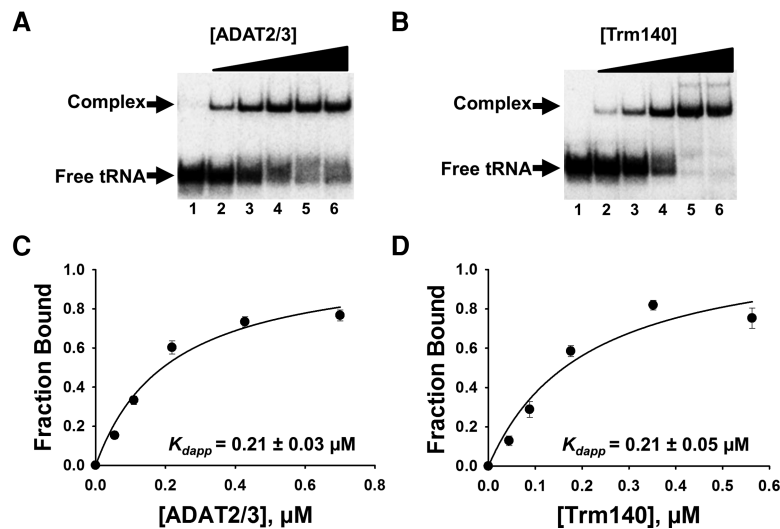 A
[ADAT2/3]
Complex
Free tRNA
1 2 3 4 5 6
B
[Trm140]
Complex
Free tRNA
1 2 3 4 5 6
C
Fraction Bound
1.0
0.8
0.6
0.4
0.2
0.0
K_dapp = 0.21 ± 0.03 µM
0.0 0.2 0.4 0.6 0.8
[ADAT2/3], µM
D
Fraction Bound
1.0
0.8
0.6
0.4
0.2
0.0
K_dapp = 0.21 ± 0.05 µM
0.0 0.1 0.2 0.3 0.4 0.5 0.6
[Trm140], µM